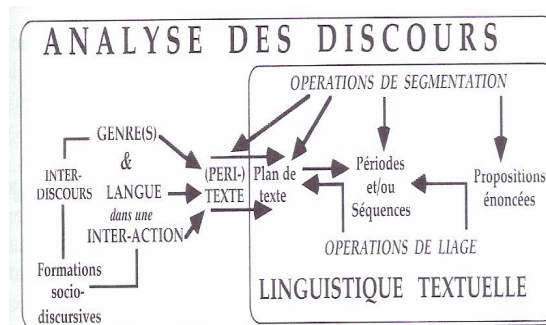 ANALYSE DES DISCOURS
OPERATIONS DE SEGMENTATION
GENRE(S)
&
INTER-
DISCOURS
LANGUE
dans une
INTER-ACTION
Formations
socio-
discursives
(PERI-)
TEXTE
Plan de
texte
Périodes
et/ou
Séquences
Propositions
énoncées
OPERATIONS DE LIAGE
LINGUISTIQUE TEXTUELLE